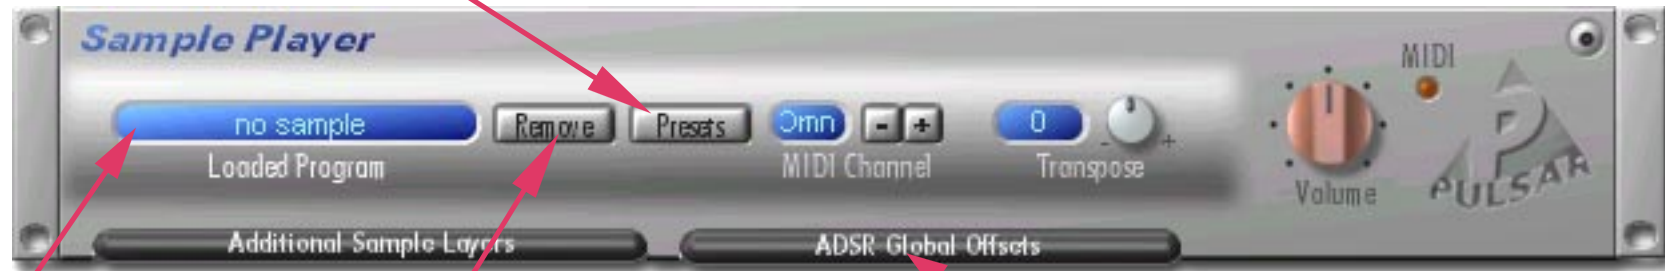 Sample Player
MIDI
no sample
Remove
Presets
Omn
-
+
0
-
+
Loaded Program
MIDI Channel
Transpose
Volume
PULSAR
Additional Sample Layers
ADSR Global Offsets